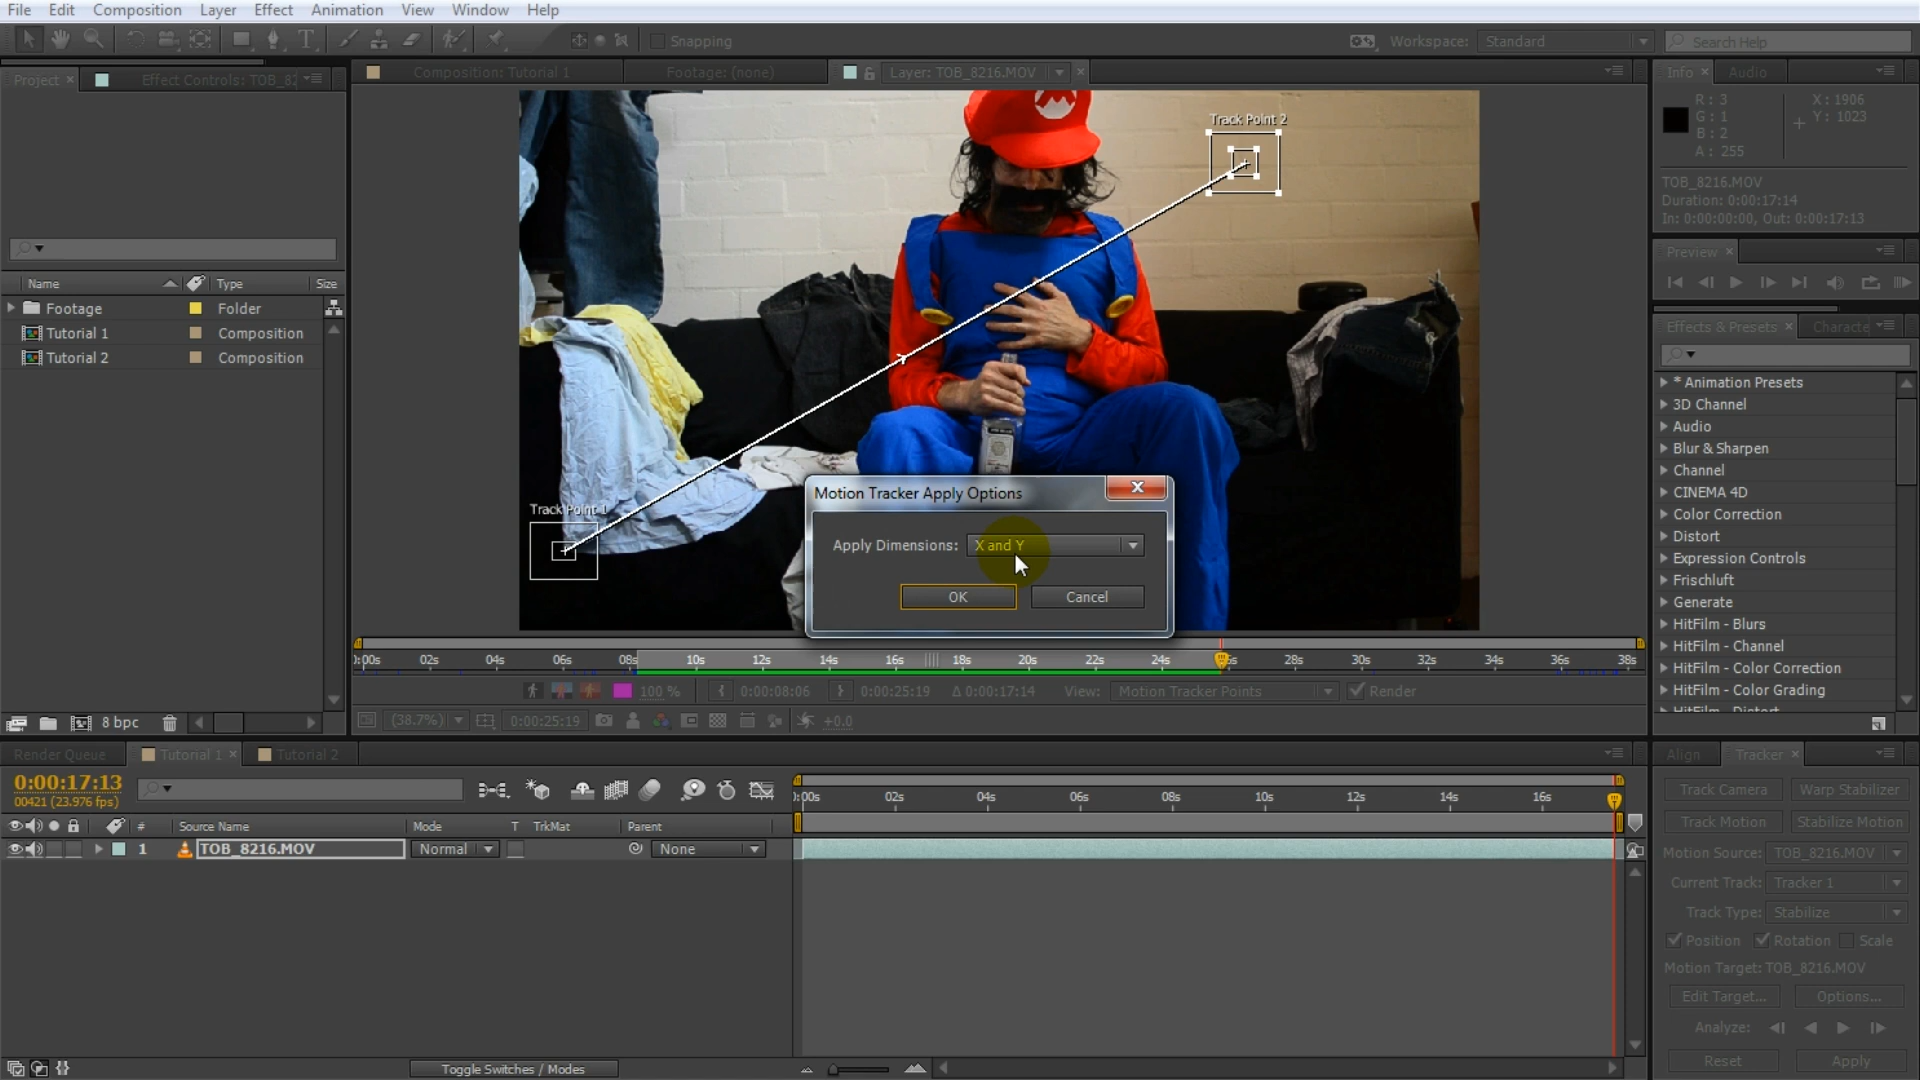 File Edit Composition Layer Effect Animation View Window Help
Snapping
Workspace: Standard
Search Help
Project
Effect Controls: TOB_82
Composition: Tutorial 1
Footage: (none)
Layer: TOB_8216.MOV
Info
Audio
R: 3
G: 1
B: 2
A: 255
X: 1906
Y: 1023
TOB_8216.MOV
Duration: 0:00:17:14
In: 0:00:00:00, Out: 0:00:17:13
Preview
Name Type Size
Footage Folder
Tutorial 1 Composition
Tutorial 2 Composition
8 bpc
Track Point 2
Track Point 1
Motion Tracker Apply Options
Apply Dimensions: X and Y
OK Cancel
Effects & Presets
Characte
* Animation Presets
3D Channel
Audio
Blur & Sharpen
Channel
CINEMA 4D
Color Correction
Distort
Expression Controls
Frischluft
Generate
HitFilm - Blurs
HitFilm - Channel
HitFilm - Color Correction
HitFilm - Color Grading
HitFilm - Distort
):00s 02s 04s 06s 08s 10s 12s 14s 16s 18s 20s 22s 24s 28s 30s 32s 34s 36s 38s
100 % 0:00:08:06 0:00:25:19 Δ 0:00:17:14 View: Motion Tracker Points Render
(38.7%) 0:00:25:19 +0.0
Render Queue
Tutorial 1
Tutorial 2
0:00:17:13
00421 (23.976 fps)
):00s 02s 04s 06s 08s 10s 12s 14s 16s
# Source Name Mode T TrkMat Parent
1 TOB_8216.MOV Normal None
Toggle Switches / Modes
Align
Tracker
Track Camera Warp Stabilizer
Track Motion Stabilize Motion
Motion Source: TOB_8216.MOV
Current Track: Tracker 1
Track Type: Stabilize
Position Rotation Scale
Motion Target: TOB_8216.MOV
Edit Target... Options...
Analyze:
Reset Apply